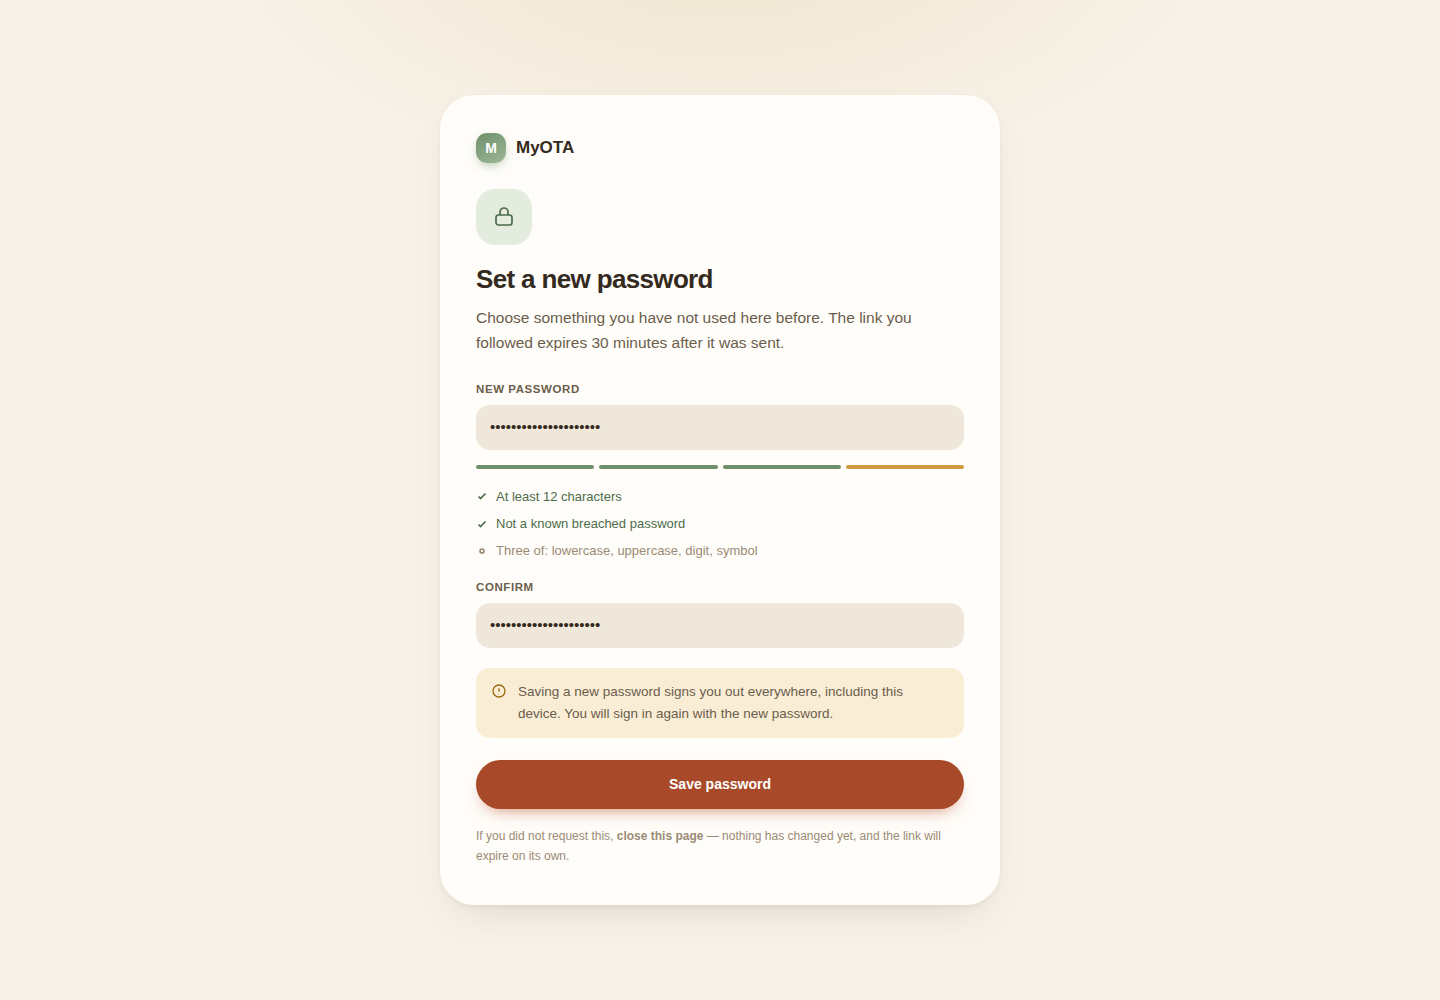 M MyOTA
Set a new password
Choose something you have not used here before. The link you
followed expires 30 minutes after it was sent.
NEW PASSWORD
•••••••••••••••••••••
At least 12 characters
Not a known breached password
Three of: lowercase, uppercase, digit, symbol
CONFIRM
•••••••••••••••••••••
Saving a new password signs you out everywhere, including this
device. You will sign in again with the new password.
Save password
If you did not request this, close this page — nothing has changed yet, and the link will
expire on its own.